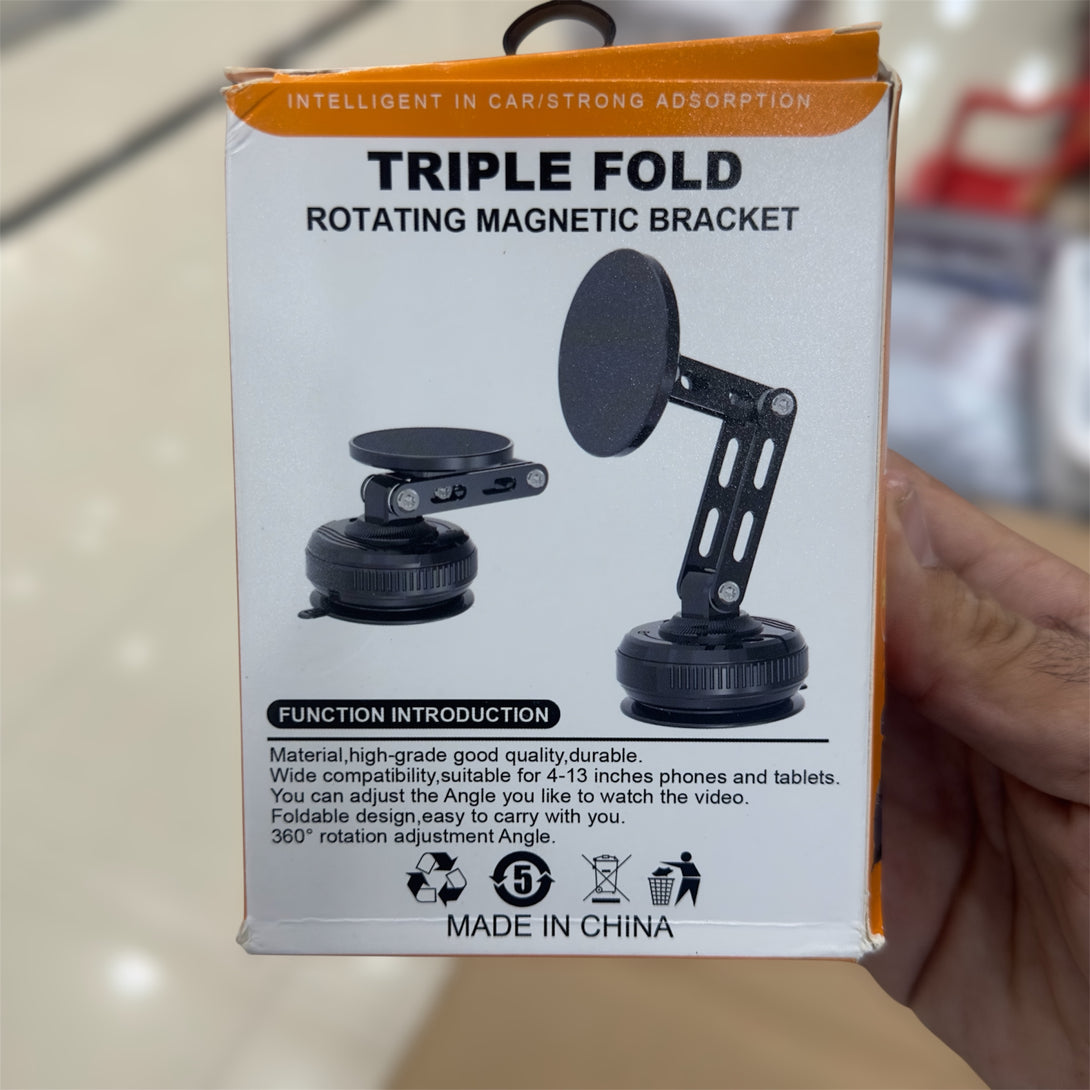 INTELLIGENT IN CAR/STRONG ADSORPTION
TRIPLE FOLD
ROTATING MAGNETIC BRACKET
FUNCTION INTRODUCTION
Material,high-grade good quality,durable.
Wide compatibility,suitable for 4-13 inches phones and tablets.
You can adjust the Angle you like to watch the video.
Foldable design,easy to carry with you.
360° rotation adjustment Angle.
5
MADE IN CHiNA